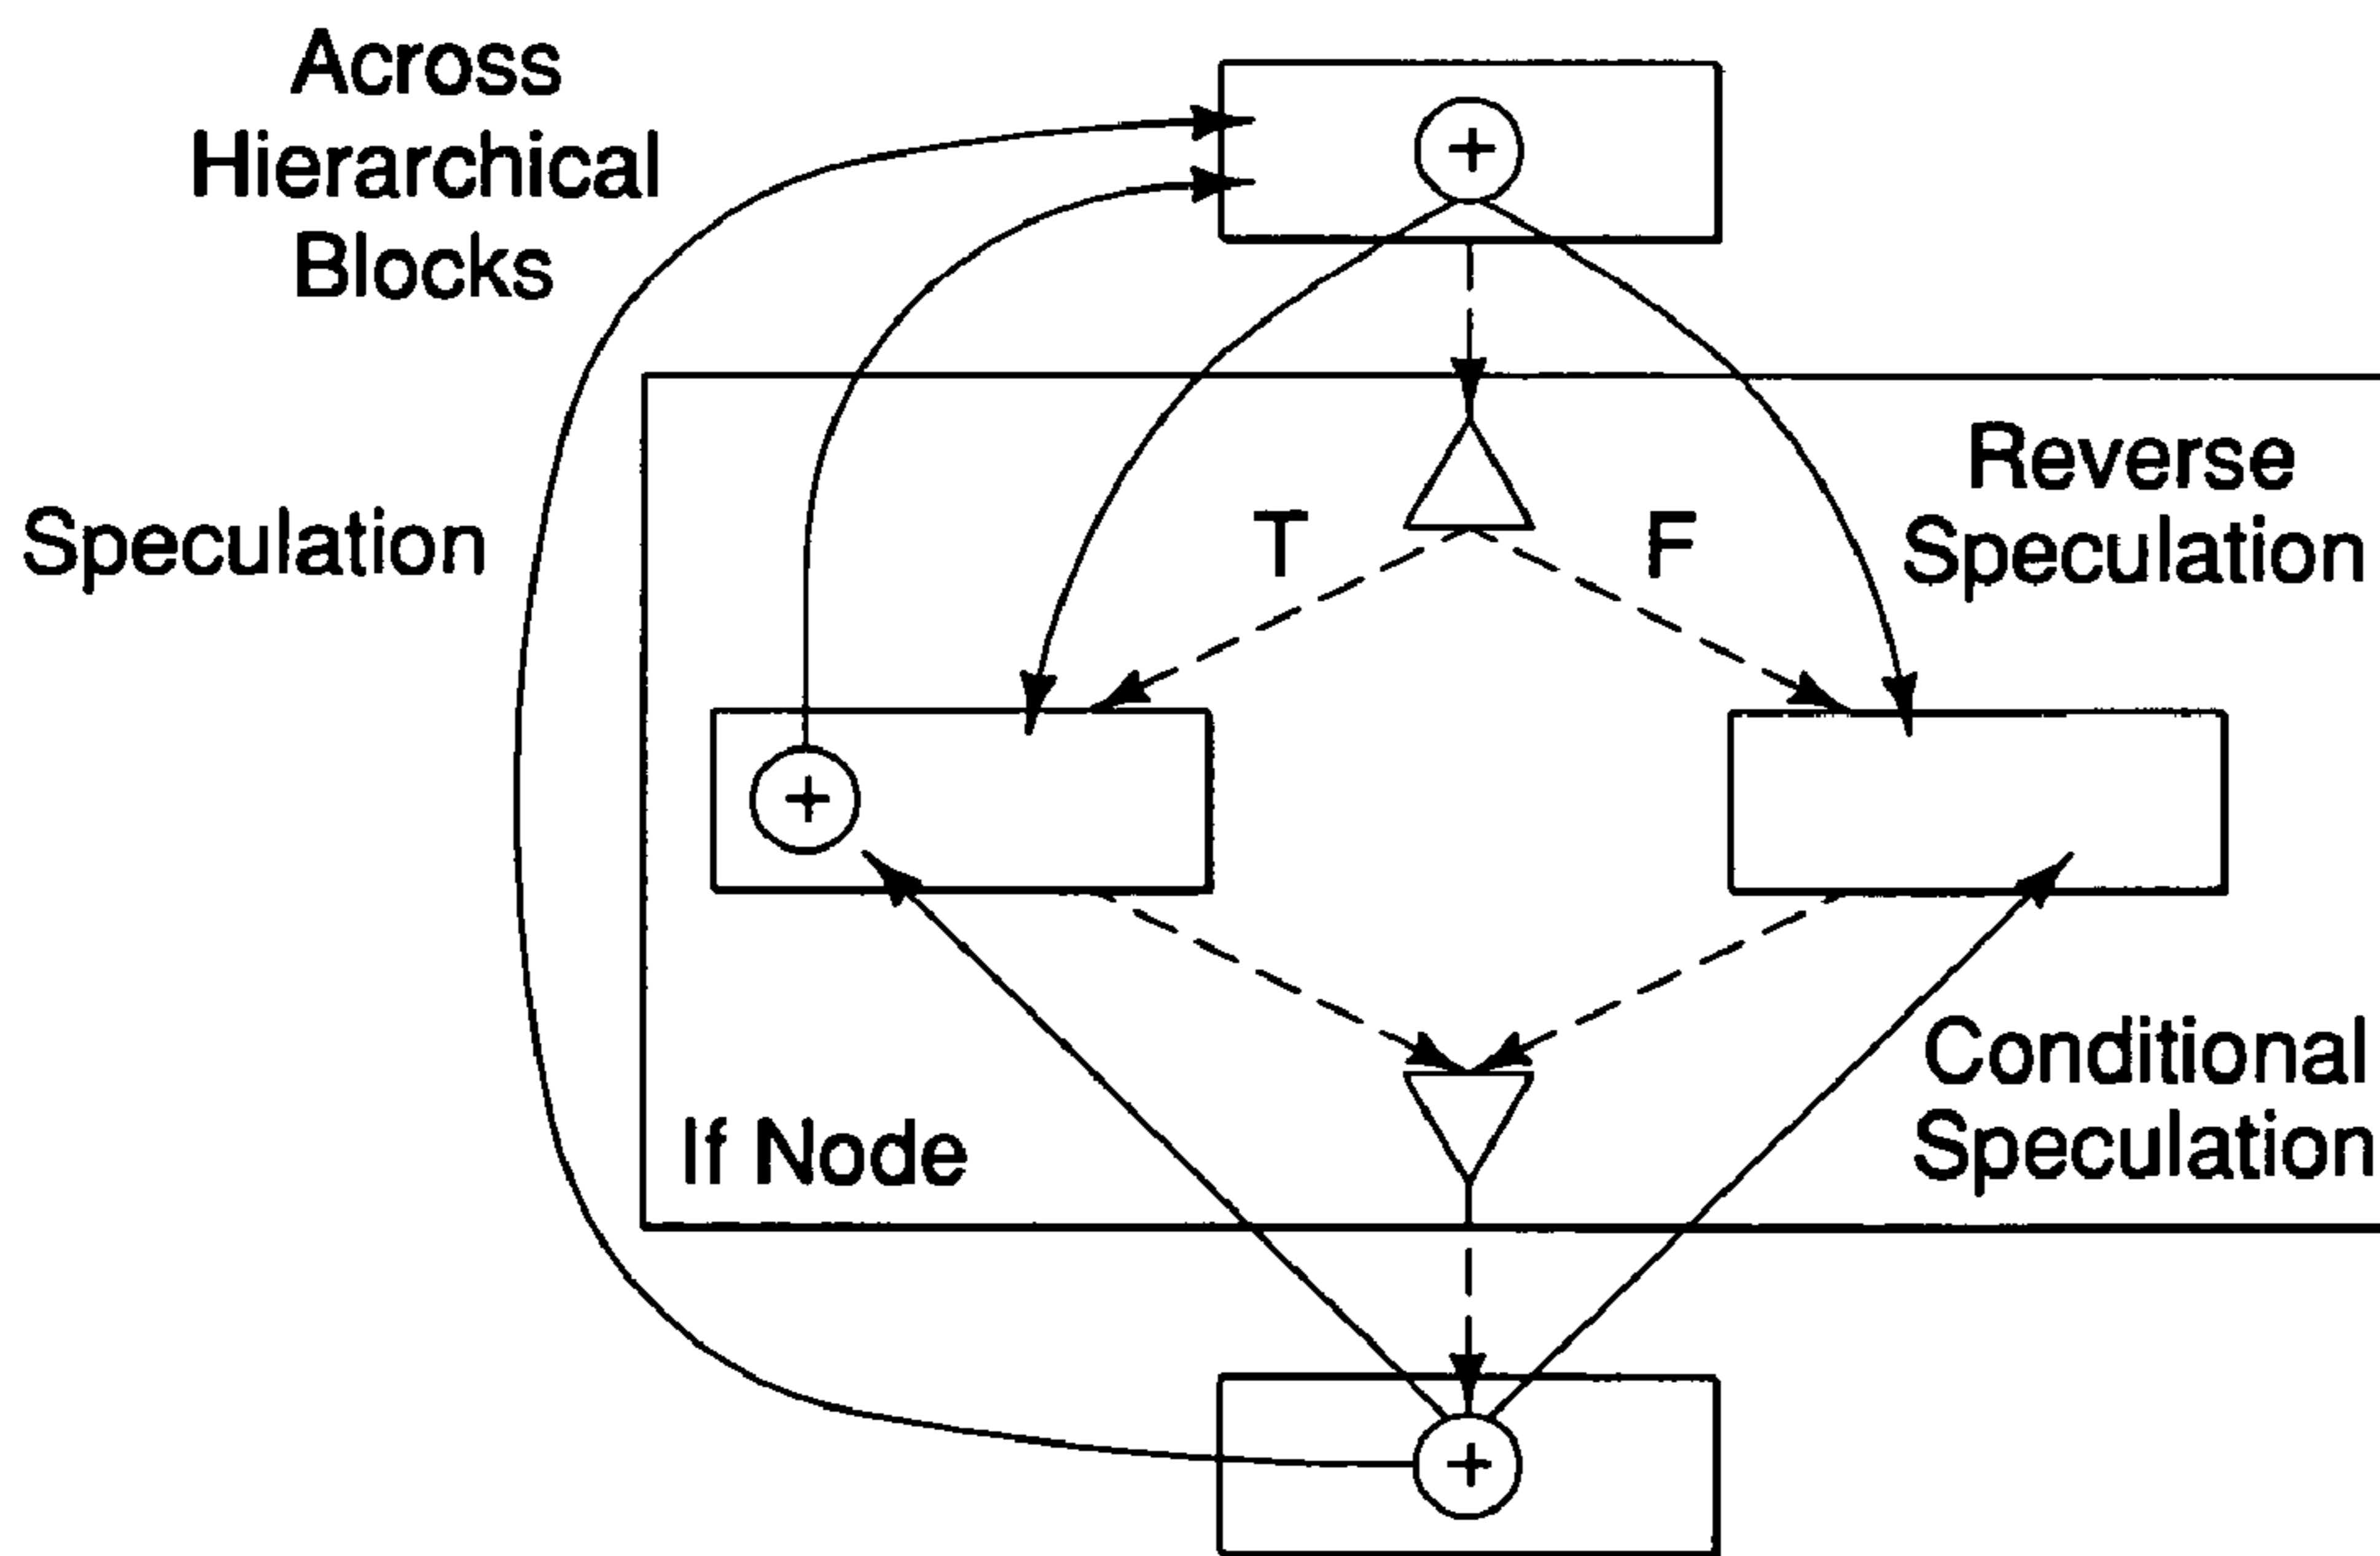 Across
Hierarchical
Blocks
+
Reverse
Speculation
Speculation
T
F
+
Conditional
Speculation
If Node
+